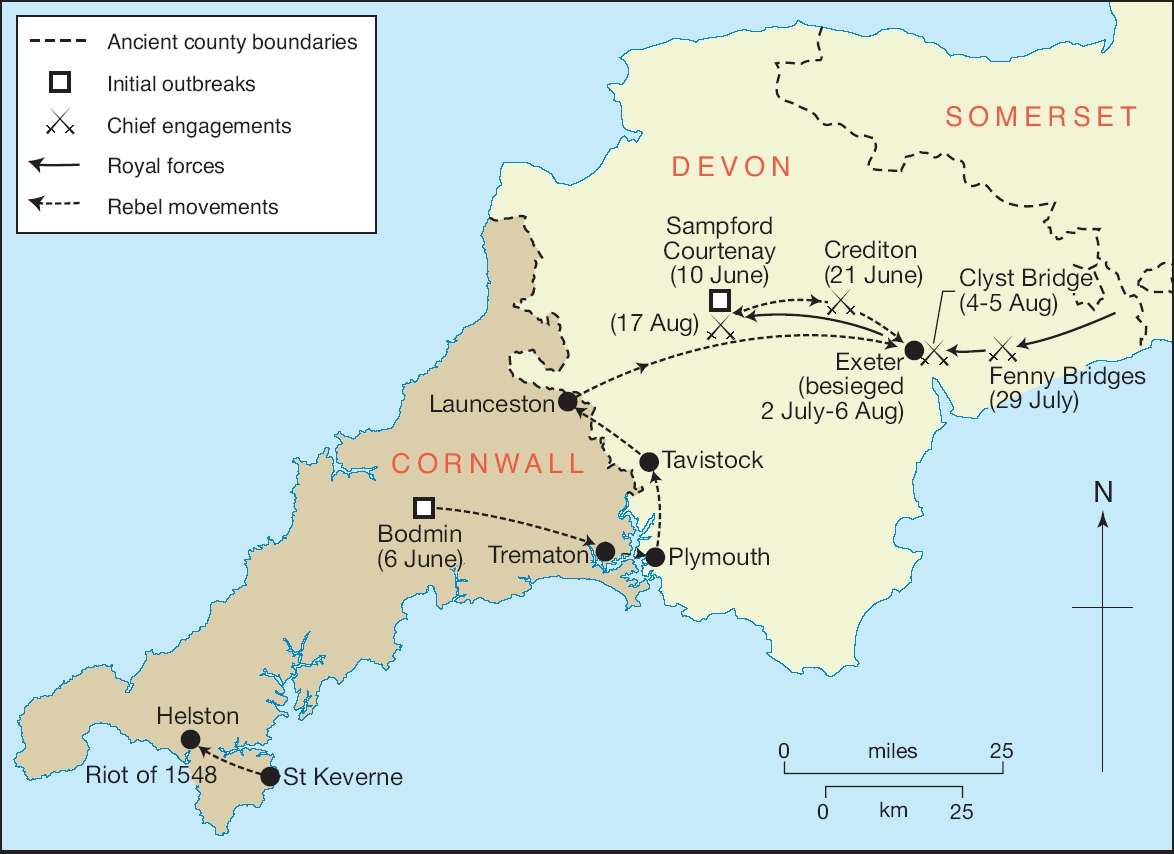 Ancient county boundaries
Initial outbreaks
Chief engagements
Royal forces
Rebel movements
SOMERSET
DEVON
Sampford
Courtenay
(10 June)
(17 Aug)
Crediton
(21 June)
Clyst Bridge
(4-5 Aug)
Exeter
(besieged
2 July-6 Aug)
Fenny Bridges
(29 July)
Launceston
CORNWALL
Tavistock
Bodmin
(6 June)
Trematon
Plymouth
N
Helston
Riot of 1548
St Keverne
0 miles 25
0 km 25